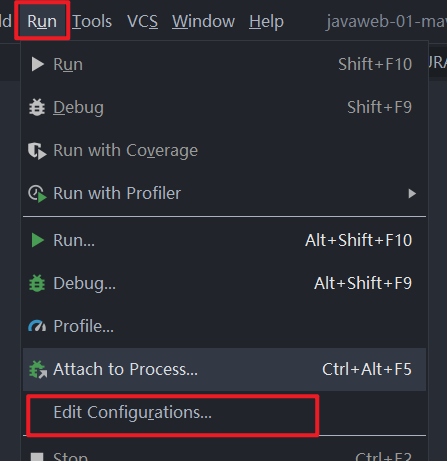 ld Run Tools VCS Window Help javaweb-01-mav
URA
Run Shift+F10
Debug Shift+F9
Run with Coverage
Run with Profiler
Run... Alt+Shift+F10
Debug... Alt+Shift+F9
Profile...
Attach to Process... Ctrl+Alt+F5
Edit Configurations...
Stop Ctrl+F2